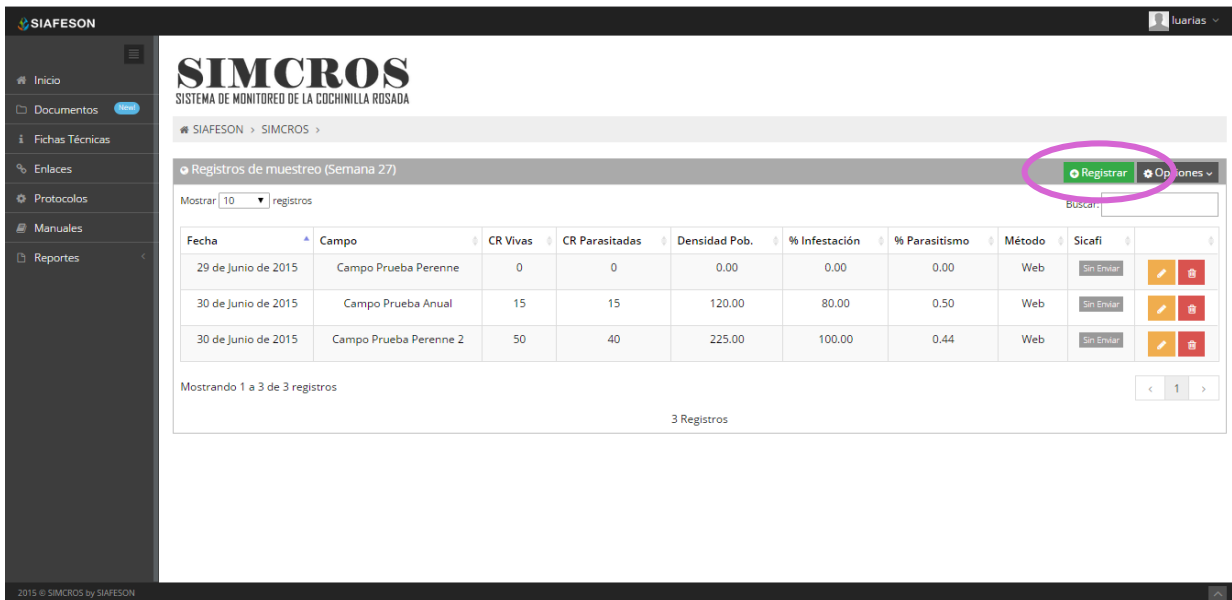 SIAFESON
luarias
Inicio
Documentos New!
Fichas Técnicas
Enlaces
Protocolos
Manuales
Reportes
SIMCROS
SISTEMA DE MONITOREO DE LA COCHINILLA ROSADA
SIAFESON > SIMCROS >
Registros de muestreo (Semana 27)
Registrar Opciones
Mostrar 10 registros
Buscar:
Fecha Campo CR Vivas CR Parasitadas Densidad Pob. % Infestación % Parasitismo Método Sicafi
29 de Junio de 2015 Campo Prueba Perenne 0 0 0.00 0.00 0.00 Web Sin Enviar
30 de Junio de 2015 Campo Prueba Anual 15 15 120.00 80.00 0.50 Web Sin Enviar
30 de Junio de 2015 Campo Prueba Perenne 2 50 40 225.00 100.00 0.44 Web Sin Enviar
Mostrando 1 a 3 de 3 registros
< 1 >
3 Registros
2015 © SIMCROS by SIAFESON